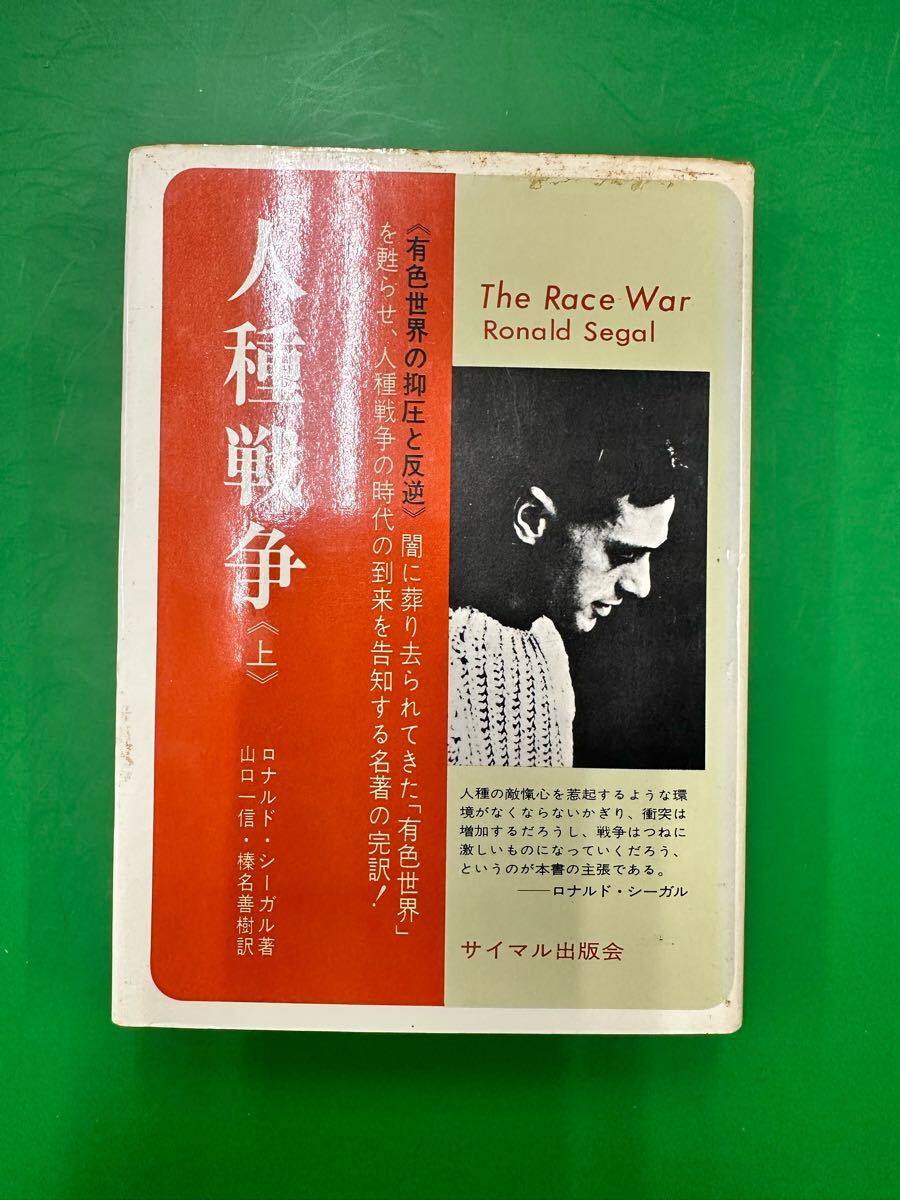 人種戦争《上》
ロナルド・シーガル著
山口一信・榛名善樹訳
《有色世界の抑圧と反逆》闇に葬り去られてきた「有色世界」
を甦らせ、人種戦争の時代の到来を告知する名著の完訳！
The Race War
Ronald Segal
人種の敵愾心を惹起するような環
境がなくならないかぎり、衝突は
増加するだろうし、戦争はつねに
激しいものになっていくだろう、
というのが本書の主張である。
——ロナルド・シーガル
サイマル出版会